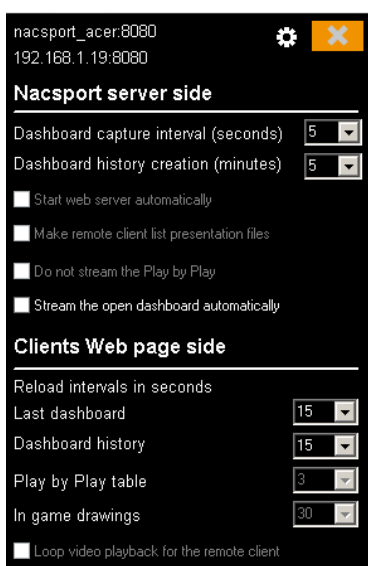 nacsport_acer:8080
192.168.1.19:8080
Nacsport server side
Dashboard capture interval (seconds) 5
Dashboard history creation (minutes) 5
Start web server automatically
Make remote client list presentation files
Do not stream the Play by Play
Stream the open dashboard automatically
Clients Web page side
Reload intervals in seconds
Last dashboard 15
Dashboard history 15
Play by Play table 3
In game drawings 30
Loop video playback for the remote client